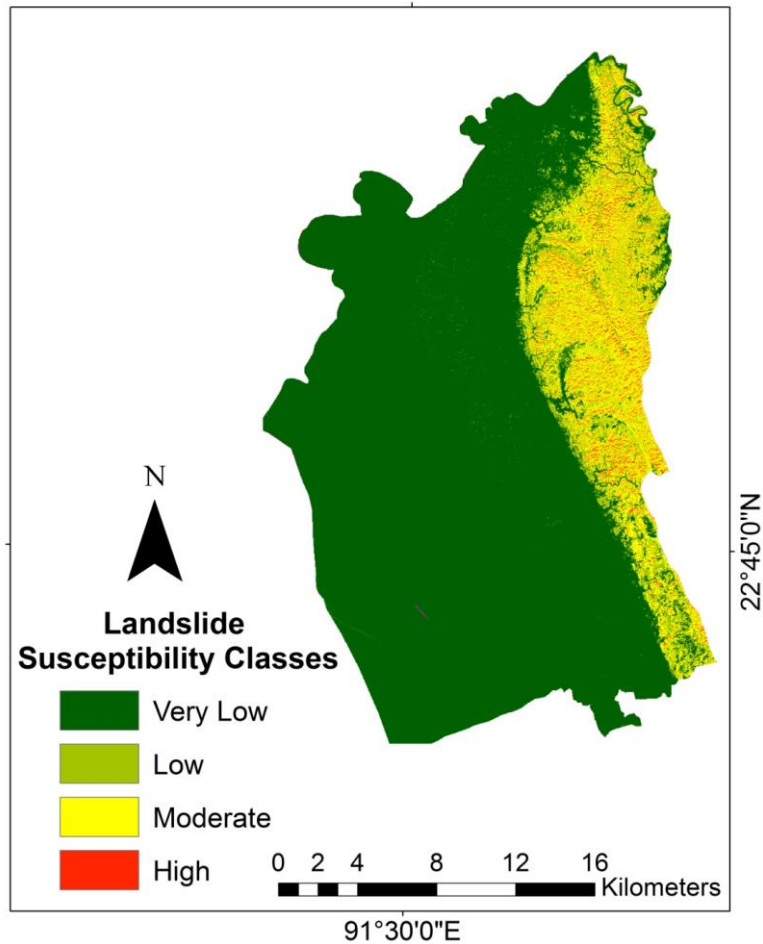 N
22°45'0"N
Landslide
Susceptibility Classes
Very Low
Low
Moderate
High
0 2 4 8 12 16
Kilometers
91°30'0"E